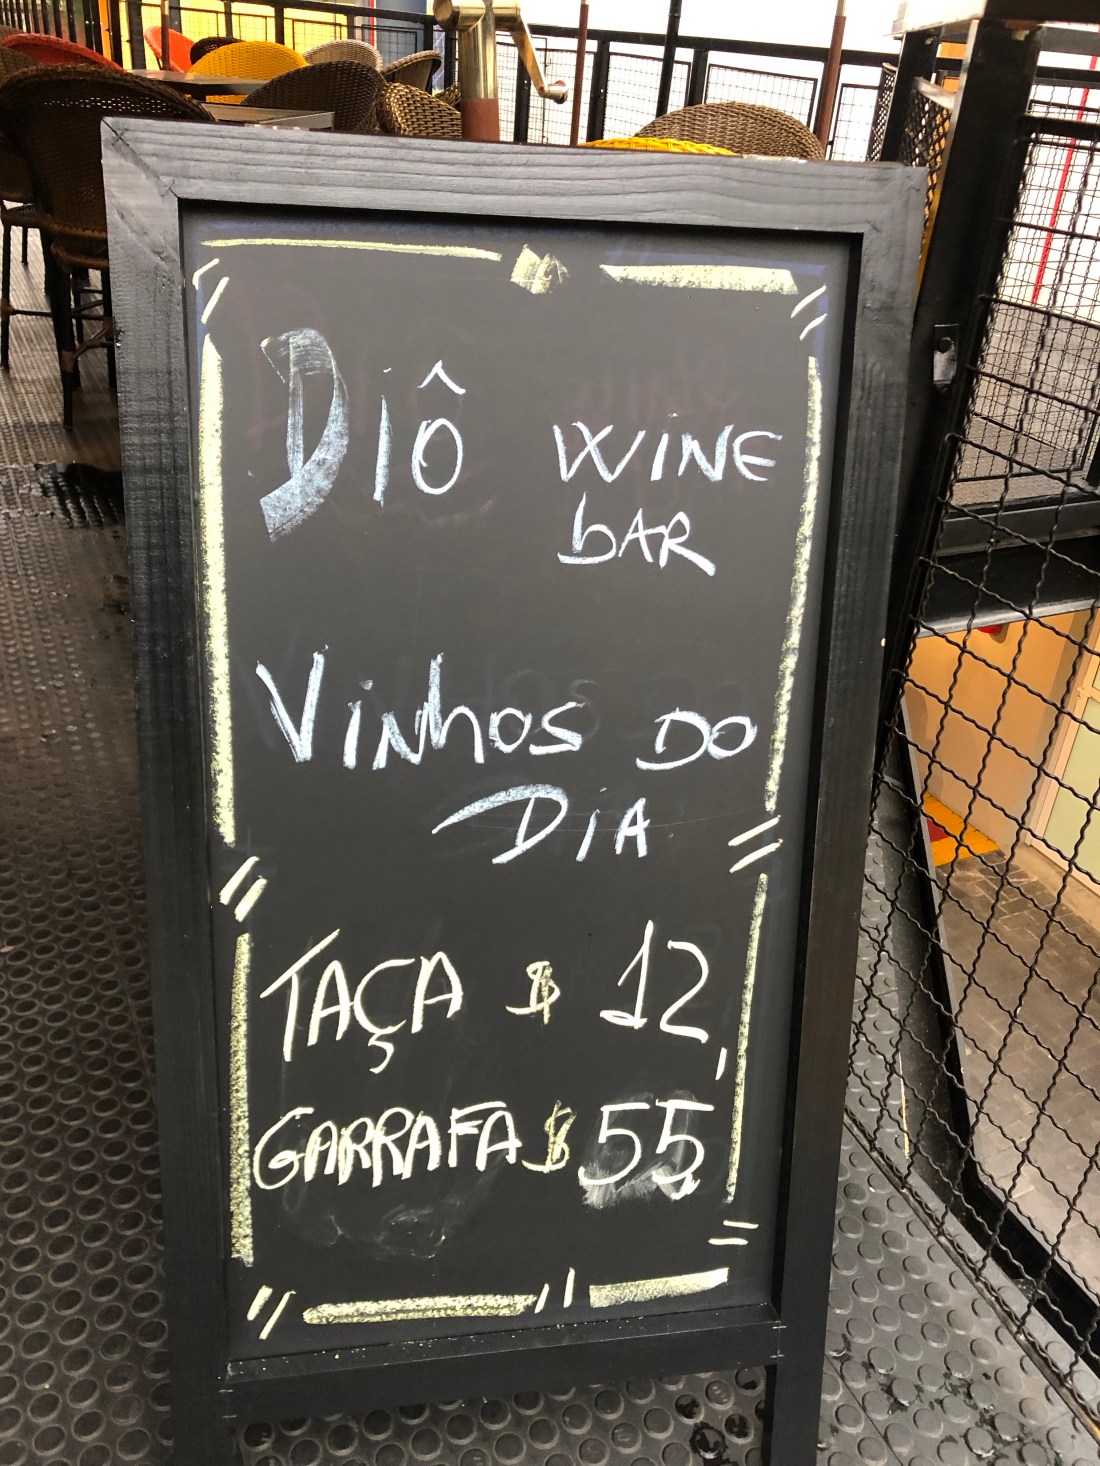 Diô WINE
bAR
VinhOS DO
DiA
TAÇA $ 12,
GARRAFA $ 55